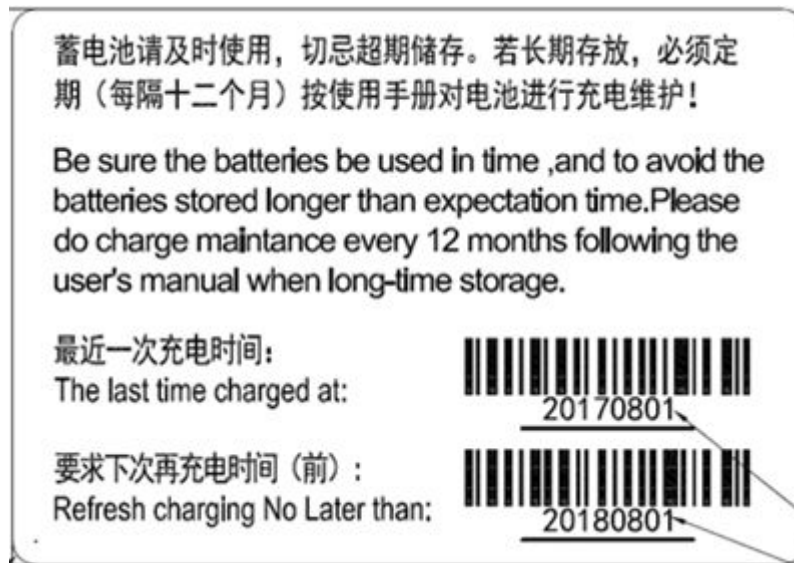 蓄电池请及时使用，切忌超期储存。若长期存放，必须定
期（每隔十二个月）按使用手册对电池进行充电维护！
Be sure the batteries be used in time ,and to avoid the
batteries stored longer than expectation time.Please
do charge maintance every 12 months following the
user's manual when long-time storage.
最近一次充电时间：
The last time charged at:
20170801
要求下次再充电时间（前）：
Refresh charging No Later than:
20180801